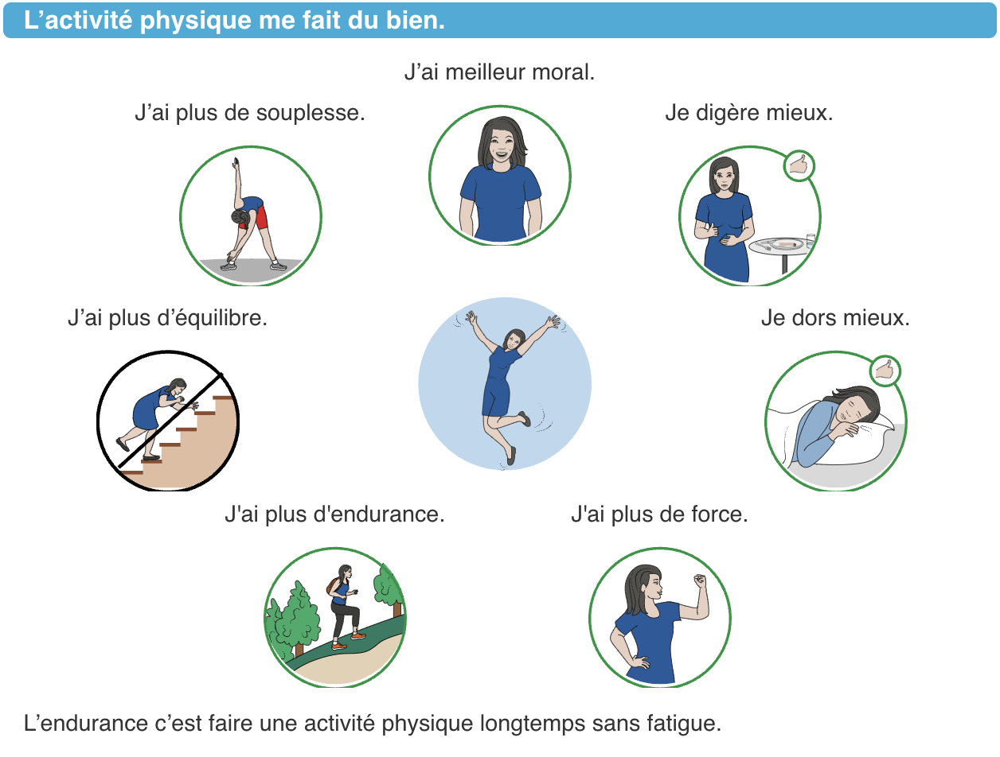 L’activité physique me fait du bien.
J’ai meilleur moral.
J’ai plus de souplesse.
Je digère mieux.
J’ai plus d’équilibre.
Je dors mieux.
J'ai plus d'endurance.
J'ai plus de force.
L’endurance c’est faire une activité physique longtemps sans fatigue.